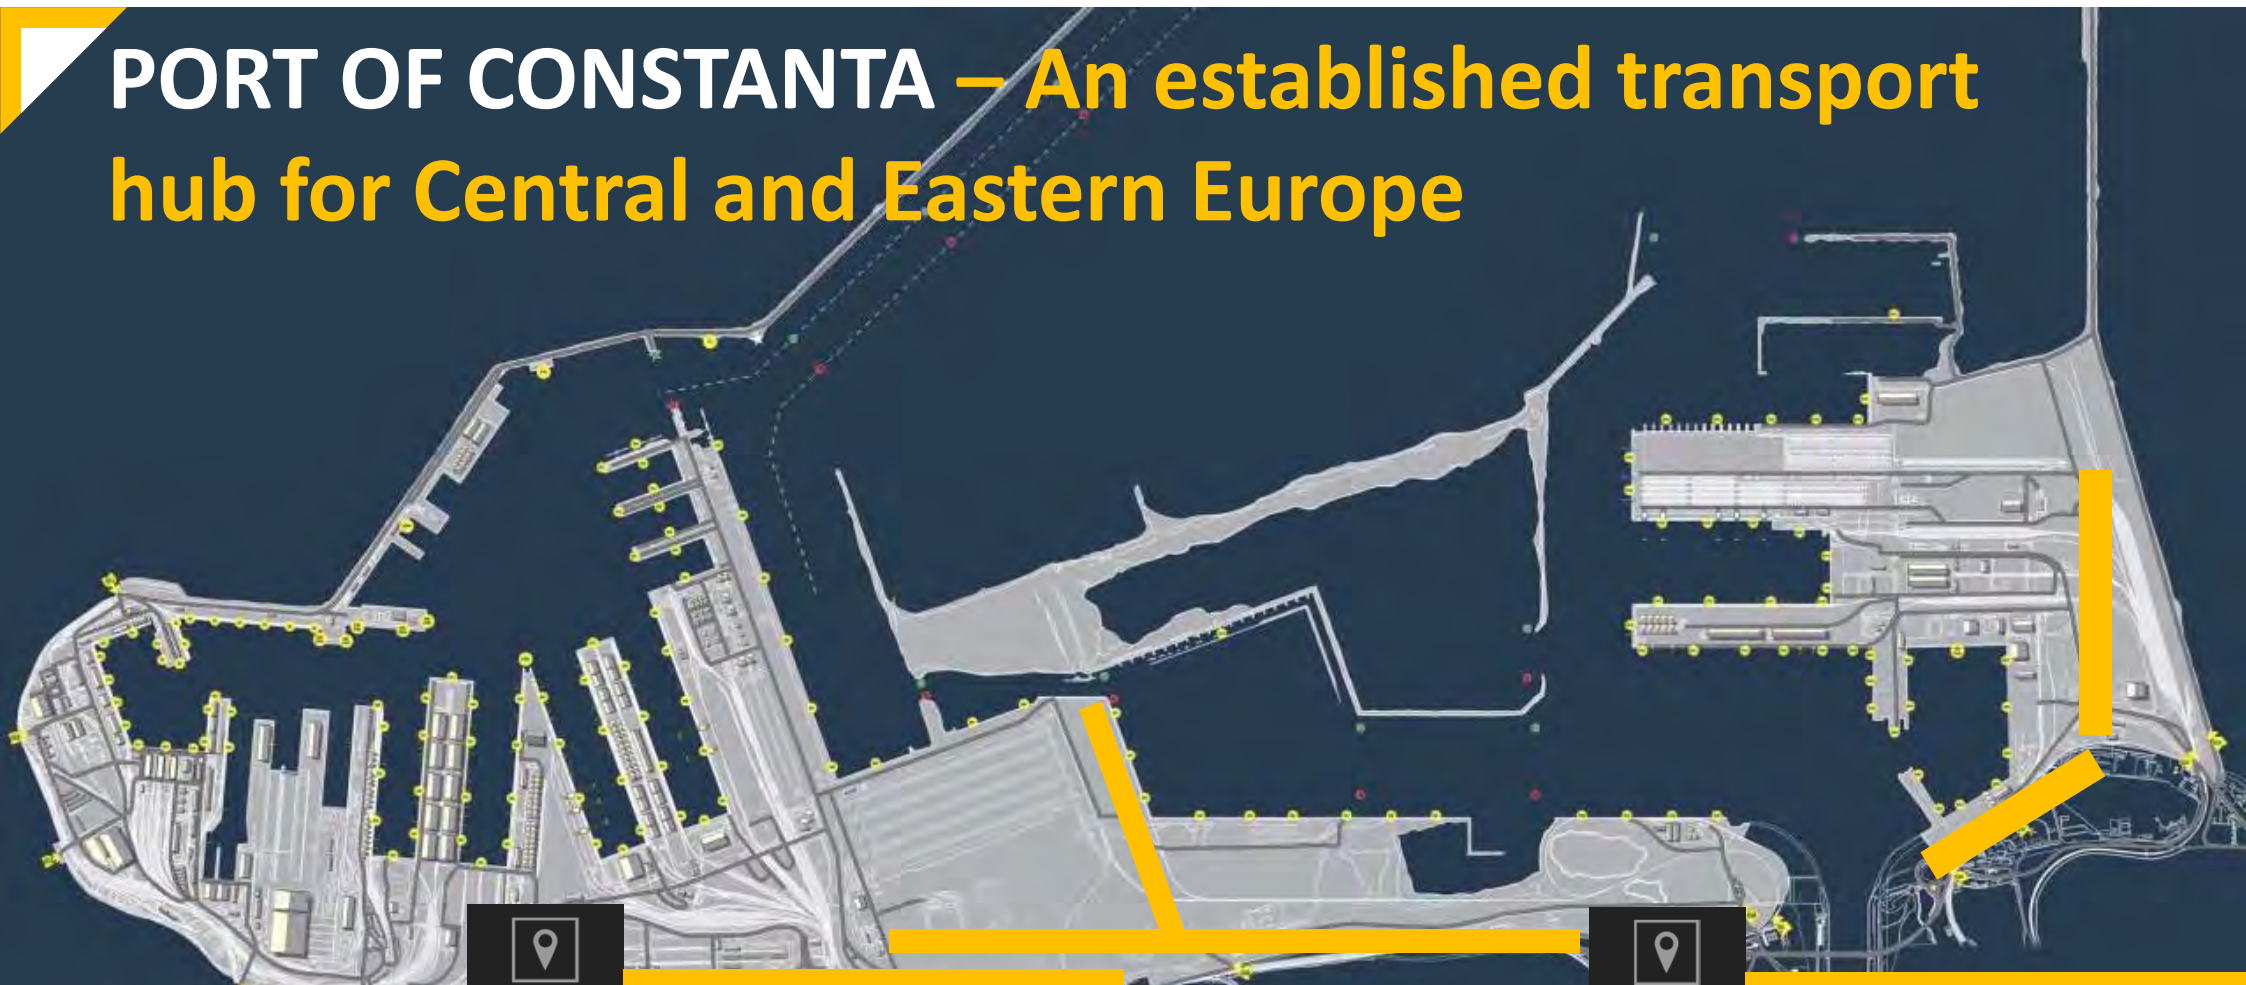 PORT OF CONSTANTA – An established transport
hub for Central and Eastern Europe